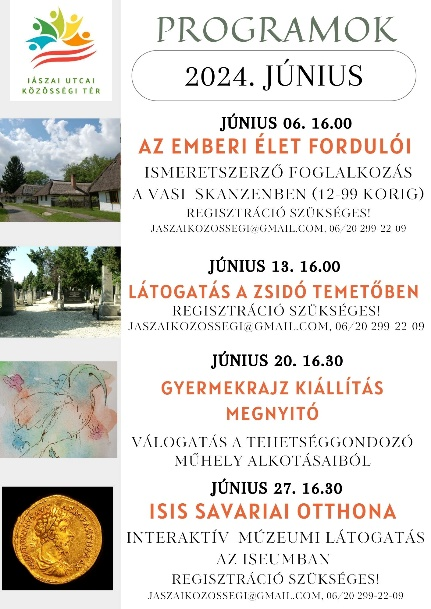 JÁSZAI UTCAI
KÖZÖSSÉGI TÉR
PROGRAMOK
2024. JÚNIUS
JÚNIUS 06. 16.00
AZ EMBERI ÉLET FORDULÓI
ISMERETSZERZŐ FOGLALKOZÁS
A VASI SKANZENBEN (12-99 KORIG)
REGISZTRÁCIÓ SZÜKSÉGES!
JASZAIKOZOSSEGI@GMAIL.COM. 06/20 299-22-09
JÚNIUS 13. 16.00
LÁTOGATÁS A ZSIDÓ TEMETŐBEN
REGISZTRÁCIÓ SZÜKSÉGES!
JASZAIKOZOSSEGI@GMAIL.COM, 06/20 299-22-09
JÚNIUS 20. 16.30
GYERMEKRAJZ KIÁLLÍTÁS
MEGNYITÓ
VÁLOGATÁS A TEHETSÉGGONDOZÓ
MŰHELY ALKOTÁSAIBÓL
JÚNIUS 27. 16.30
ISIS SAVARIAI OTTHONA
INTERAKTÍV MÚZEUMI LÁTOGATÁS
AZ ISEUMBAN
REGISZTRÁCIÓ SZÜKSÉGES!
JASZAIKOZOSSEGI@GMAIL.COM, 06/20 299-22-09